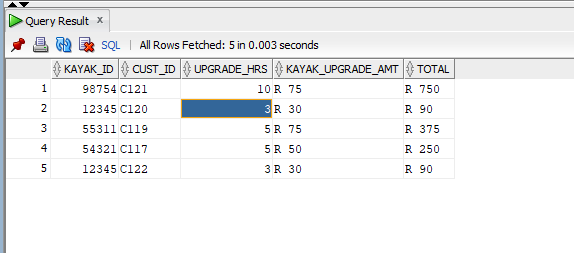 Query Result x
SQL | All Rows Fetched: 5 in 0.003 seconds
KAYAK_ID CUST_ID UPGRADE_HRS KAYAK_UPGRADE_AMT TOTAL
1 98754 C121 10 R 75 R 750
2 12345 C120 3 R 30 R 90
3 55311 C119 5 R 75 R 375
4 54321 C117 5 R 50 R 250
5 12345 C122 3 R 30 R 90